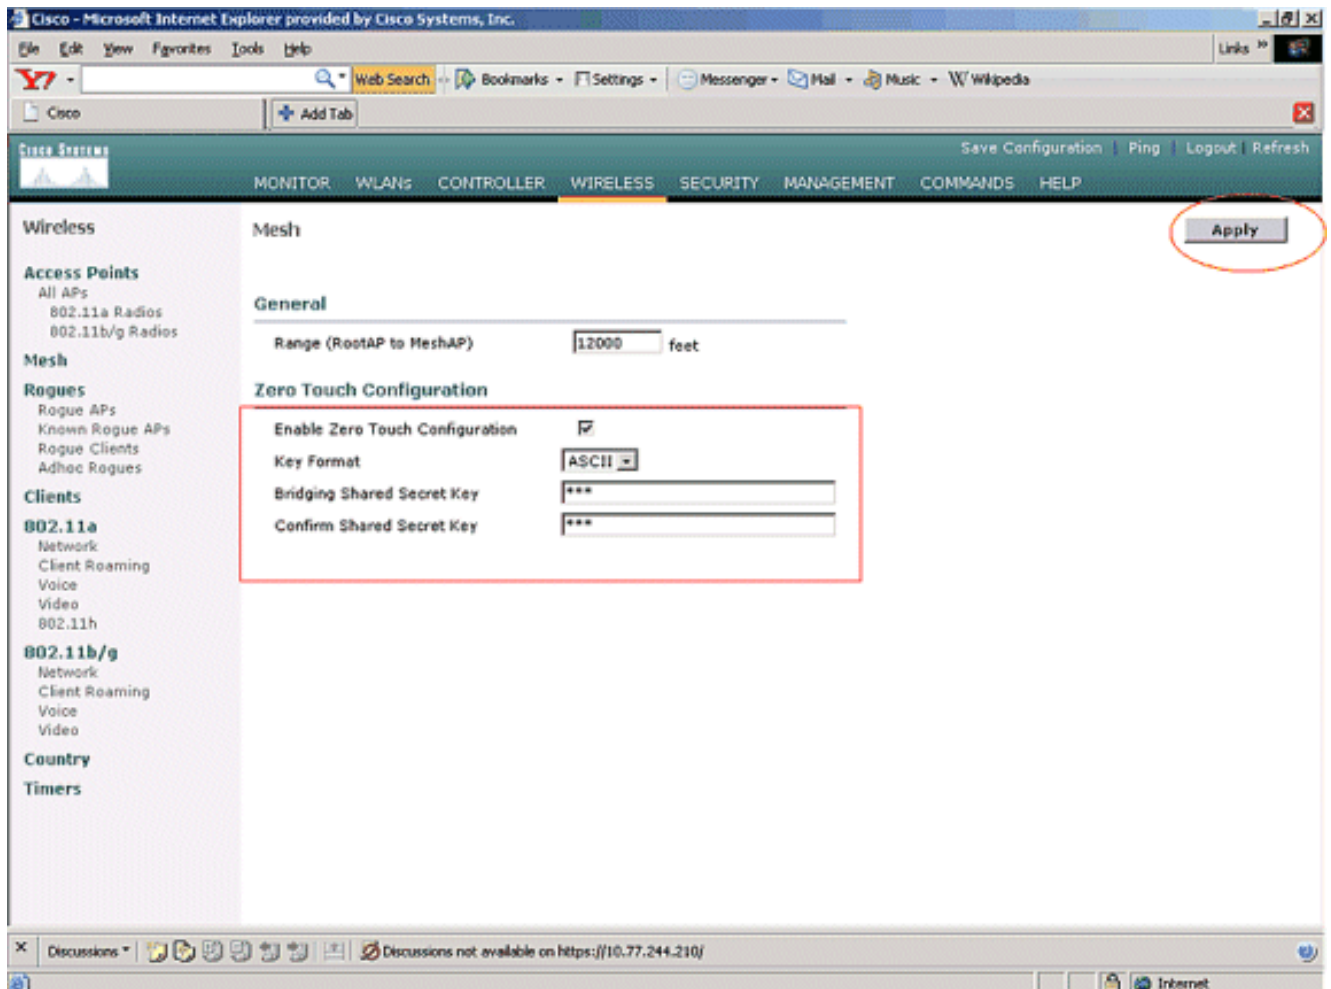 Cisco - Microsoft Internet Explorer provided by Cisco Systems, Inc.
File Edit View Favorites Tools Help
Links »
Y7 -
Web Search
Bookmarks
Settings
Messenger
Mail
Music
W Wikipedia
Cisco
Add Tab
Cisco Systems
Save Configuration | Ping | Logout | Refresh
MONITOR WLANs CONTROLLER WIRELESS SECURITY MANAGEMENT COMMANDS HELP
Wireless
Access Points
All APs
802.11a Radios
802.11b/g Radios
Mesh
Rogues
Rogue APs
Known Rogue APs
Rogue Clients
Adhoc Rogues
Clients
802.11a
Network
Client Roaming
Voice
Video
802.11h
802.11b/g
Network
Client Roaming
Voice
Video
Country
Timers
Mesh
Apply
General
Range (RootAP to MeshAP) 12000 feet
Zero Touch Configuration
Enable Zero Touch Configuration
Key Format ASCII
Bridging Shared Secret Key ***
Confirm Shared Secret Key ***
Discussions
Discussions not available on https://10.77.244.210/
Internet